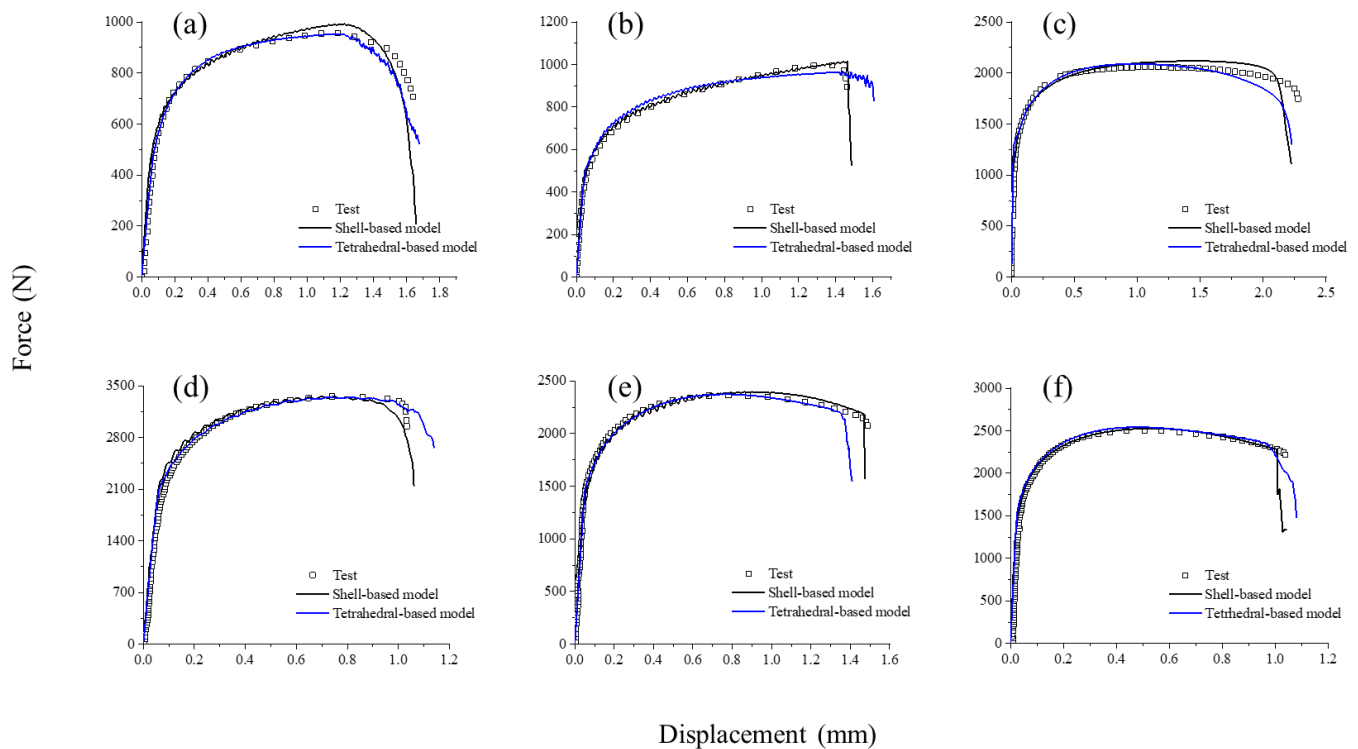 Force (N)
(a)
1000
800
600
400
200
0
0.0 0.2 0.4 0.6 0.8 1.0 1.2 1.4 1.6 1.8
Test
Shell-based model
Tetrahedral-based model
(b)
1200
1000
800
600
400
200
0
0.0 0.2 0.4 0.6 0.8 1.0 1.2 1.4 1.6
Test
Shell-based model
Tetrahedral-based model
(c)
2500
2000
1500
1000
500
0
0.0 0.5 1.0 1.5 2.0 2.5
Test
Shell-based model
Tetrahedral-based model
(d)
3500
2800
2100
1400
700
0
0.0 0.2 0.4 0.6 0.8 1.0 1.2
Test
Shell-based model
Tetrahedral-based model
(e)
2500
2000
1500
1000
500
0
0.0 0.2 0.4 0.6 0.8 1.0 1.2 1.4 1.6
Test
Shell-based model
Tetrahedral-based model
(f)
3000
2500
2000
1500
1000
500
0
0.0 0.2 0.4 0.6 0.8 1.0 1.2
Test
Shell-based model
Tetrhedral-based model
Displacement (mm)